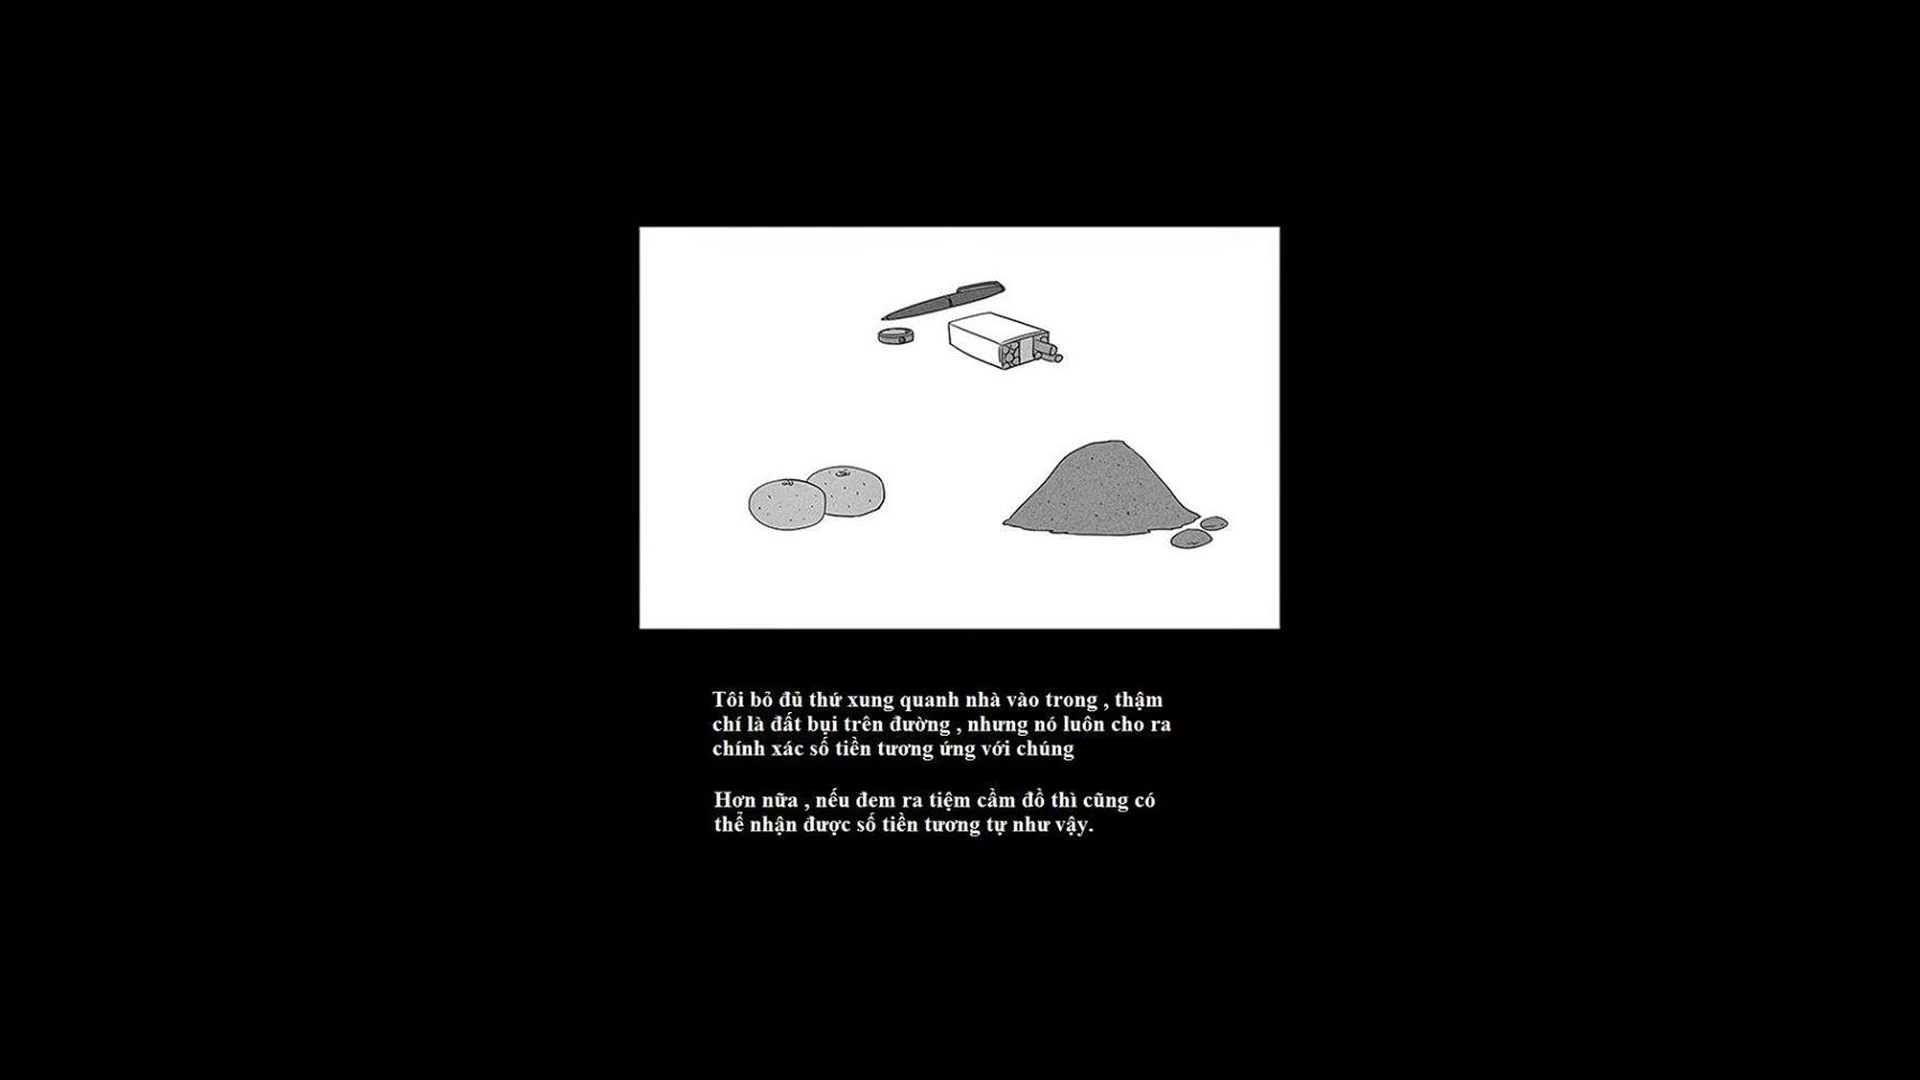 Tôi bỏ đủ thứ xung quanh nhà vào trong , thậm
chí là đất bụi trên đường , nhưng nó luôn cho ra
chính xác số tiền tương ứng với chúng
Hơn nữa , nếu đem ra tiệm cầm đồ thì cũng có
thể nhận được số tiền tương tự như vậy.